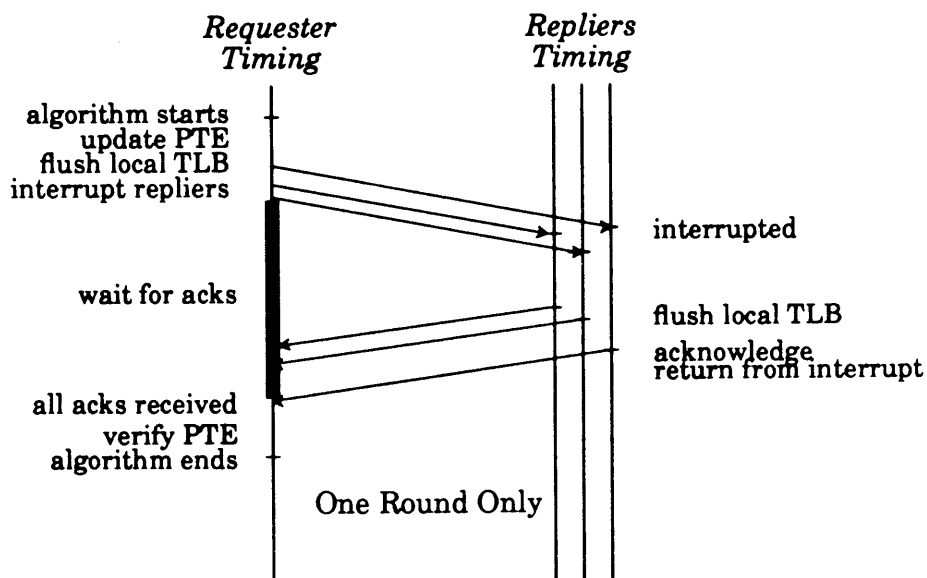 Requester
Timing
Repliers
Timing
algorithm starts
update PTE
flush local TLB
interrupt repliers
interrupted
wait for acks
flush local TLB
acknowledge
return from interrupt
all acks received
verify PTE
algorithm ends
One Round Only